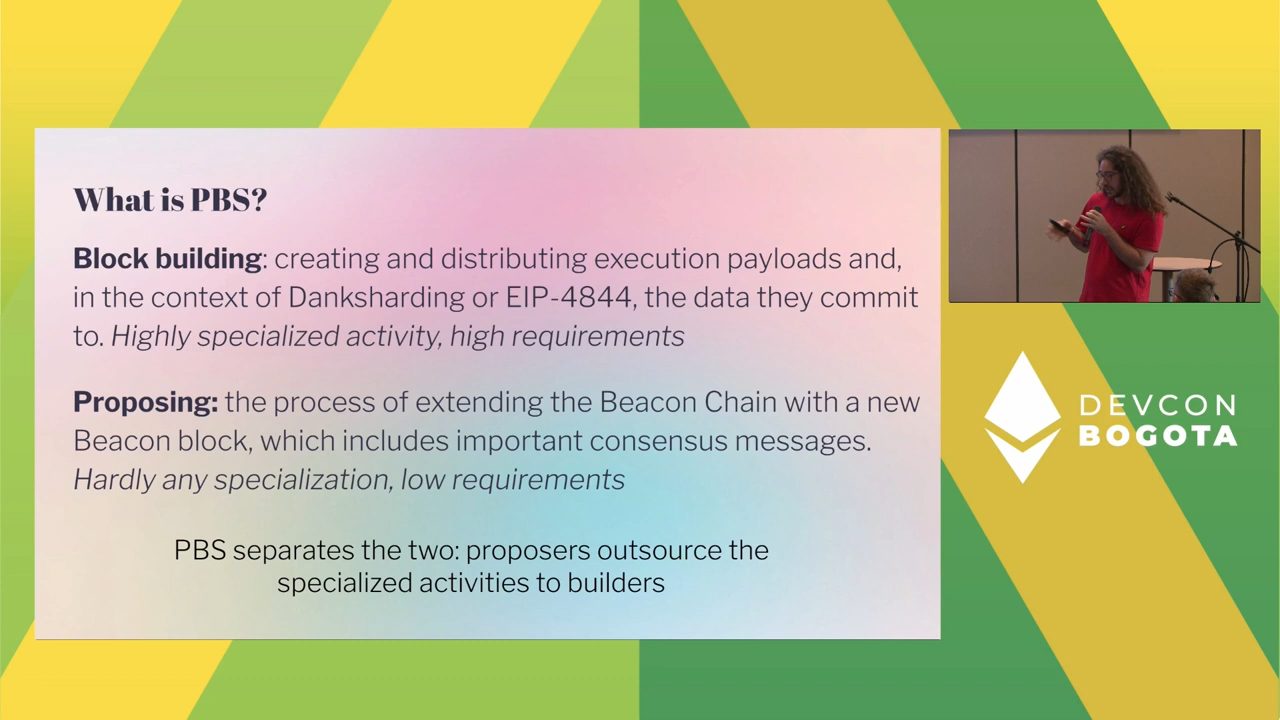 What is PBS?
Block building: creating and distributing execution payloads and,
in the context of Danksharding or EIP-4844, the data they commit
to. Highly specialized activity, high requirements
Proposing: the process of extending the Beacon Chain with a new
Beacon block, which includes important consensus messages.
Hardly any specialization, low requirements
PBS separates the two: proposers outsource the
specialized activities to builders
DEVCON
BOGOTA